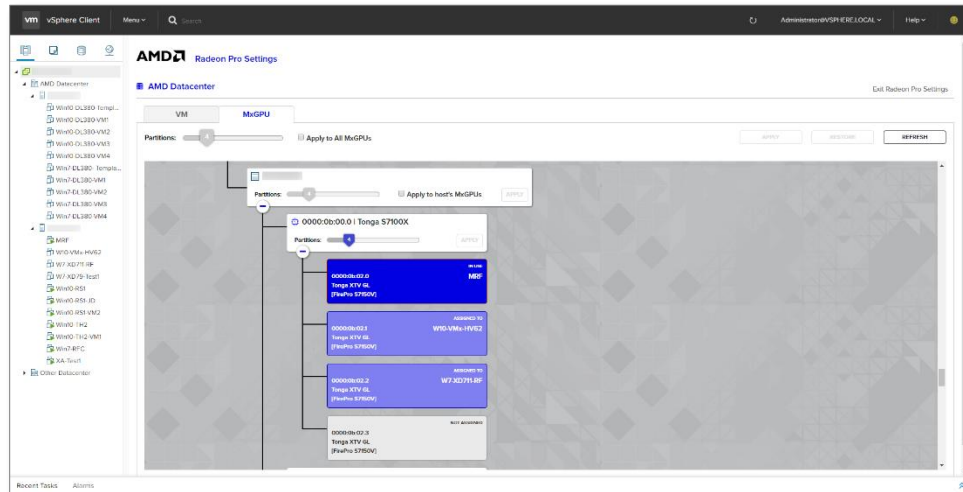 vm vSphere Client Menu Search Administrator@VSPHERE.LOCAL Help
AMD Radeon Pro Settings
AMD Datacenter
Exit Radeon Pro Settings
VM MxGPU
Partitions: 4 Apply to All MxGPUs APPLY REFRESH
AMD Datacenter
Win10-DL380-Templ...
Win10-DL380-VM1
Win10-DL380-VM2
Win10-DL380-VM3
Win10-DL380-VM4
Win7-DL380-Templa...
Win7-DL380-VM1
Win7-DL380-VM2
Win7-DL380-VM3
Win7-DL380-VM4
MRF
W10-VMx-HV62
W7-XD711-RF
W7-XD79-Test1
Win10-RS1
Win10-RS1-JD
Win10-RS1-VM2
Win10-TH2
Win10-TH2-VM1
Win7-RFC
XA-Test1
Other Datacenter
Partitions: 4 Apply to host's MxGPUs APPLY
0000:0b:00.0 | Tonga S7100X
Partitions: 4 APPLY
IN USE
0000:0b:02.0 MRF
Tonga XTV GL
[FirePro S7150V]
ASSIGNED TO
0000:0b:02.1 W10-VMx-HV62
Tonga XTV GL
[FirePro S7150V]
ASSIGNED TO
0000:0b:02.2 W7-XD711-RF
Tonga XTV GL
[FirePro S7150V]
NOT ASSIGNED
0000:0b:02.3
Tonga XTV GL
[FirePro S7150V]
Recent Tasks Alarms